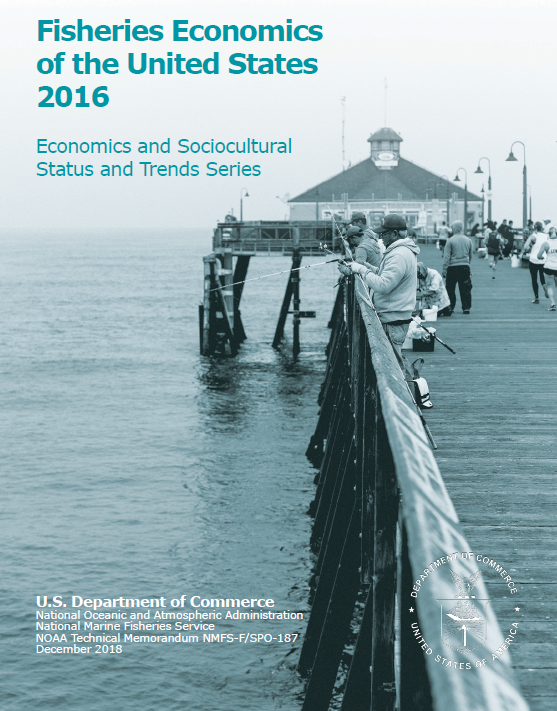 Fisheries Economics
of the United States
2016
Economics and Sociocultural
Status and Trends Series
U.S. Department of Commerce
National Oceanic and Atmospheric Administration
National Marine Fisheries Service
NOAA Technical Memorandum NMFS-F/SPO-187
December 2018
DEPARTMENT OF COMMERCE
UNITED STATES OF AMERICA